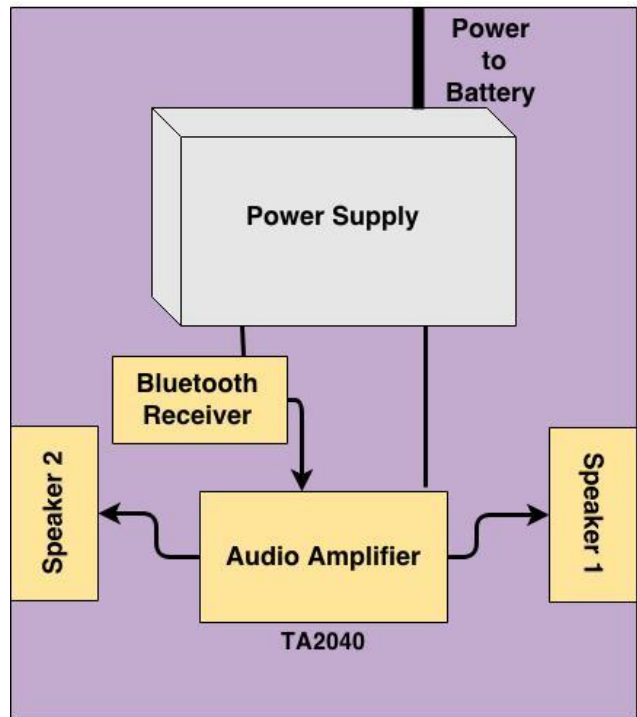 Power
to
Battery
Power Supply
Bluetooth
Receiver
Speaker 2
Speaker 1
Audio Amplifier
TA2040